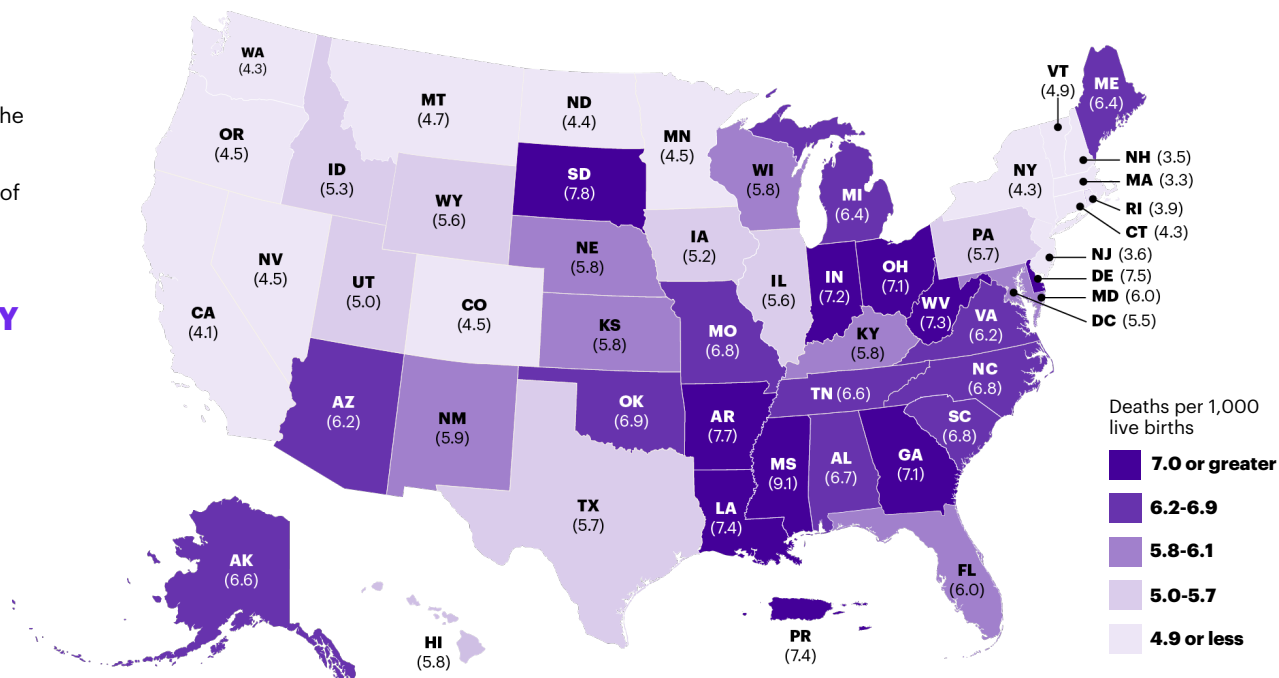 he
of
Y
WA
(4.3)
OR
(4.5)
CA
(4.1)
NV
(4.5)
ID
(5.3)
MT
(4.7)
WY
(5.6)
UT
(5.0)
CO
(4.5)
AZ
(6.2)
NM
(5.9)
ND
(4.4)
SD
(7.8)
NE
(5.8)
KS
(5.8)
OK
(6.9)
TX
(5.7)
MN
(4.5)
IA
(5.2)
MO
(6.8)
AR
(7.7)
LA
(7.4)
WI
(5.8)
IL
(5.6)
MI
(6.4)
IN
(7.2)
OH
(7.1)
KY
(5.8)
TN (6.6)
MS
(9.1)
AL
(6.7)
GA
(7.1)
FL
(6.0)
SC
(6.8)
NC
(6.8)
VA
(6.2)
WV
(7.3)
PA
(5.7)
NY
(4.3)
VT
(4.9)
ME
(6.4)
NH (3.5)
MA (3.3)
RI (3.9)
CT (4.3)
NJ (3.6)
DE (7.5)
MD (6.0)
DC (5.5)
AK
(6.6)
HI
(5.8)
PR
(7.4)
Deaths per 1,000
live births
7.0 or greater
6.2-6.9
5.8-6.1
5.0-5.7
4.9 or less